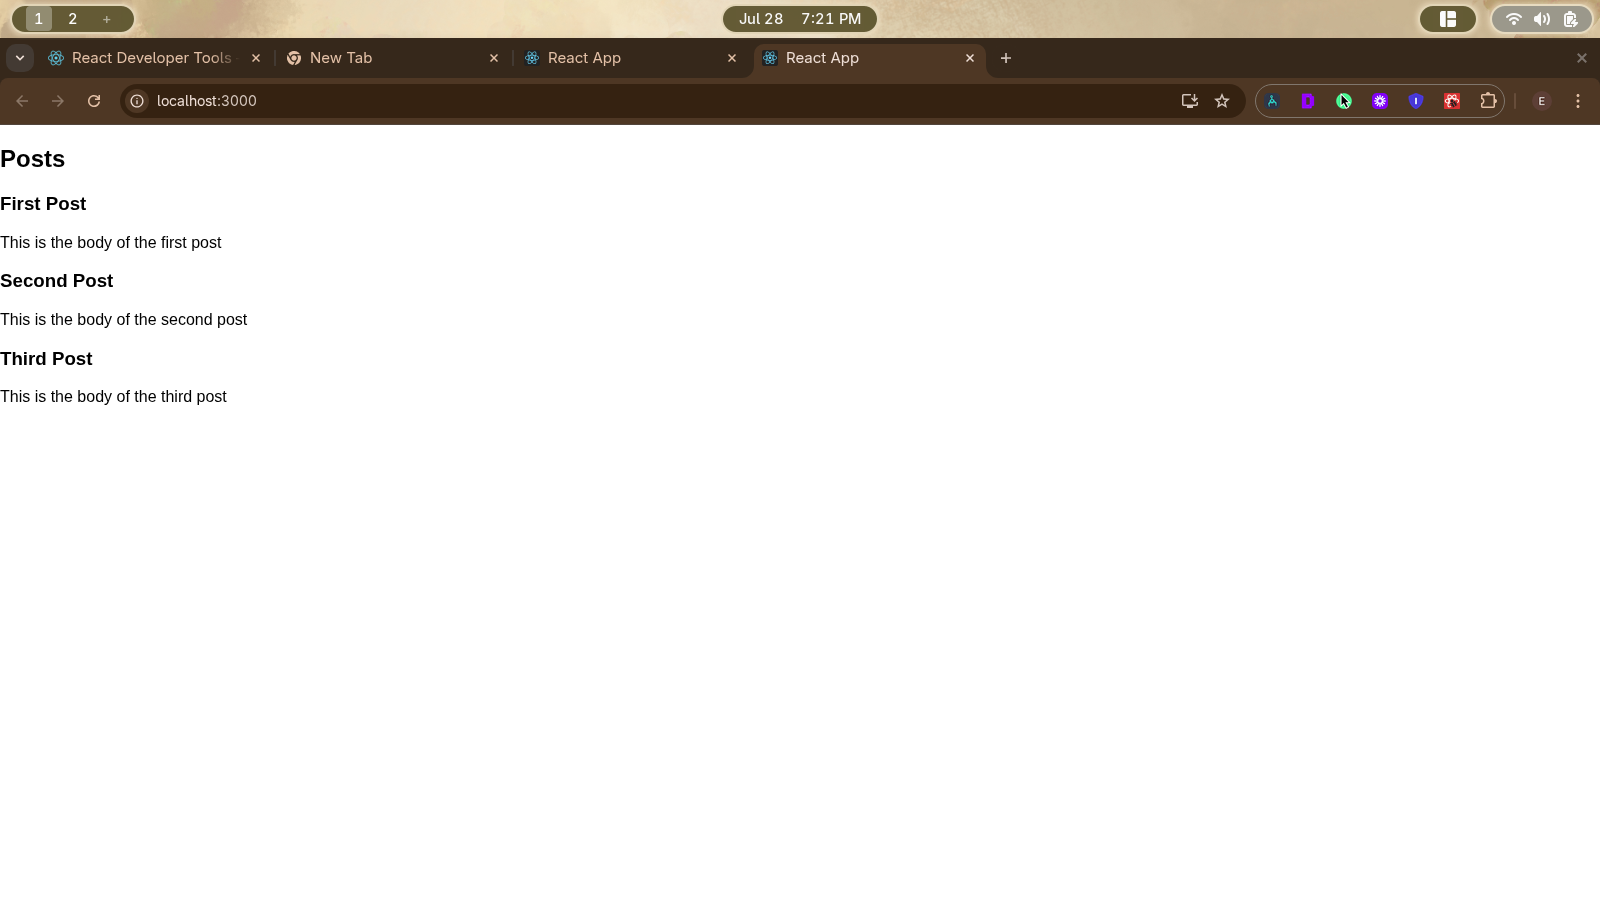 1 2 +
Jul 28 7:21 PM
React Developer Tools
New Tab
React App
React App
localhost:3000
E
Posts
First Post
This is the body of the first post
Second Post
This is the body of the second post
Third Post
This is the body of the third post